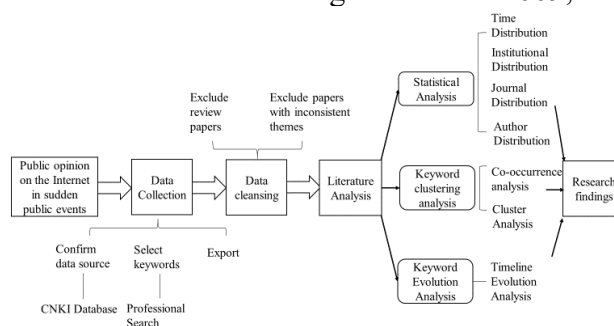 Time
Distribution
Institutional
Distribution
Journal
Distribution
Author
Distribution
Statistical
Analysis
Exclude
review
papers
Exclude papers
with inconsistent
themes
Public opinion
on the Internet
in sudden
public events
Data
Collection
Data
cleansing
Literature
Analysis
Keyword
clustering
analysis
Co-occurrence
analysis
Cluster
Analysis
Research
findings
Confirm
data source
Select
keywords
Export
CNKI Database
Professional
Search
Keyword
Evolution
Analysis
Timeline
Evolution
Analysis